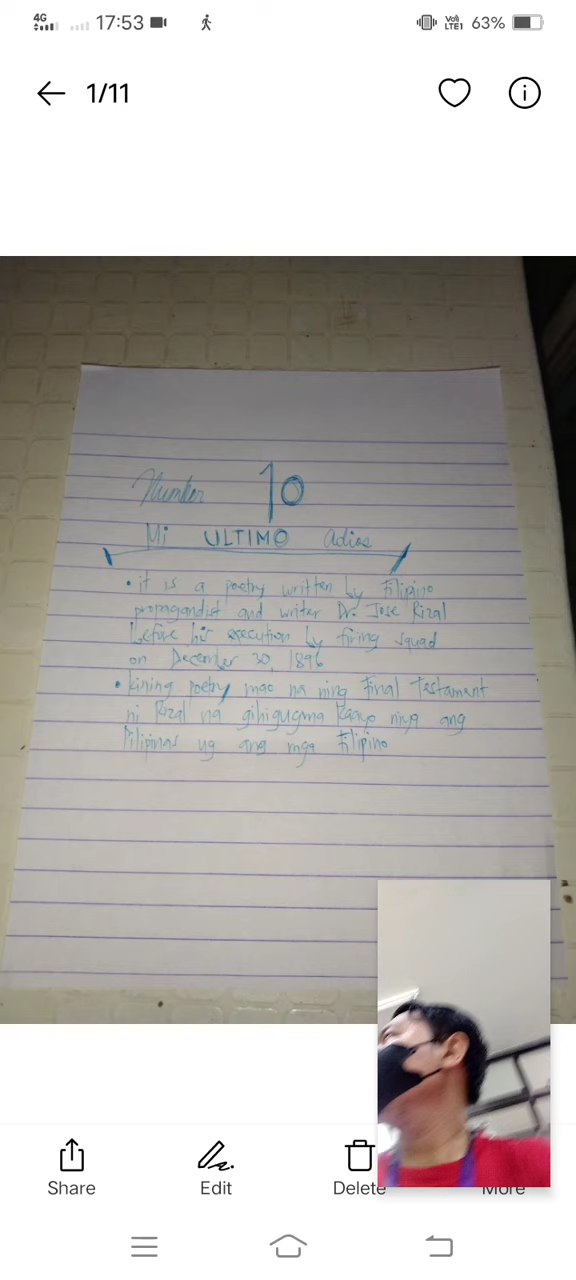 4G 17:53 Vo) LTE1 63%
1/11
Number 10
Mi ULTIMO Adios
• it is a poetry written by Filipino
propagandist and writer Dr. Jose Rizal
before his execution by firing squad
on December 30, 1896
• kining poetry mao na ning Final Testament
ni Rizal na gihigugma kaayo niya ang
Pilipinas ug ang mga Filipino
Share Edit Delete More